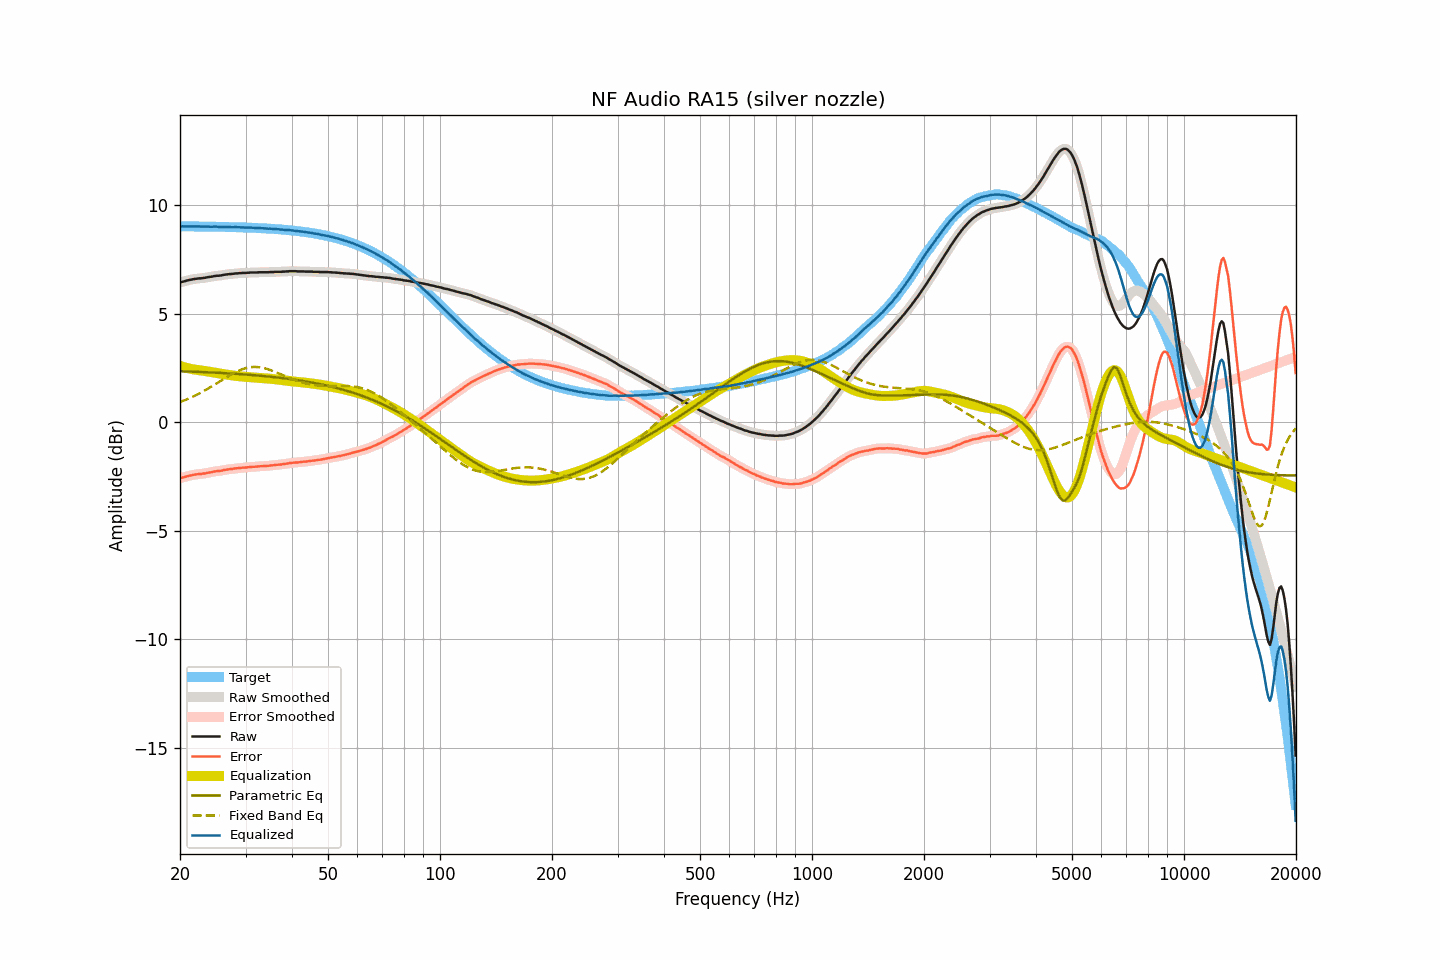 NF Audio RA15 (silver nozzle)
Amplitude (dBr)
10
5
0
−5
−10
−15
Target
Raw Smoothed
Error Smoothed
Raw
Error
Equalization
Parametric Eq
Fixed Band Eq
Equalized
20 50 100 200 500 1000 2000 5000 10000 20000
Frequency (Hz)